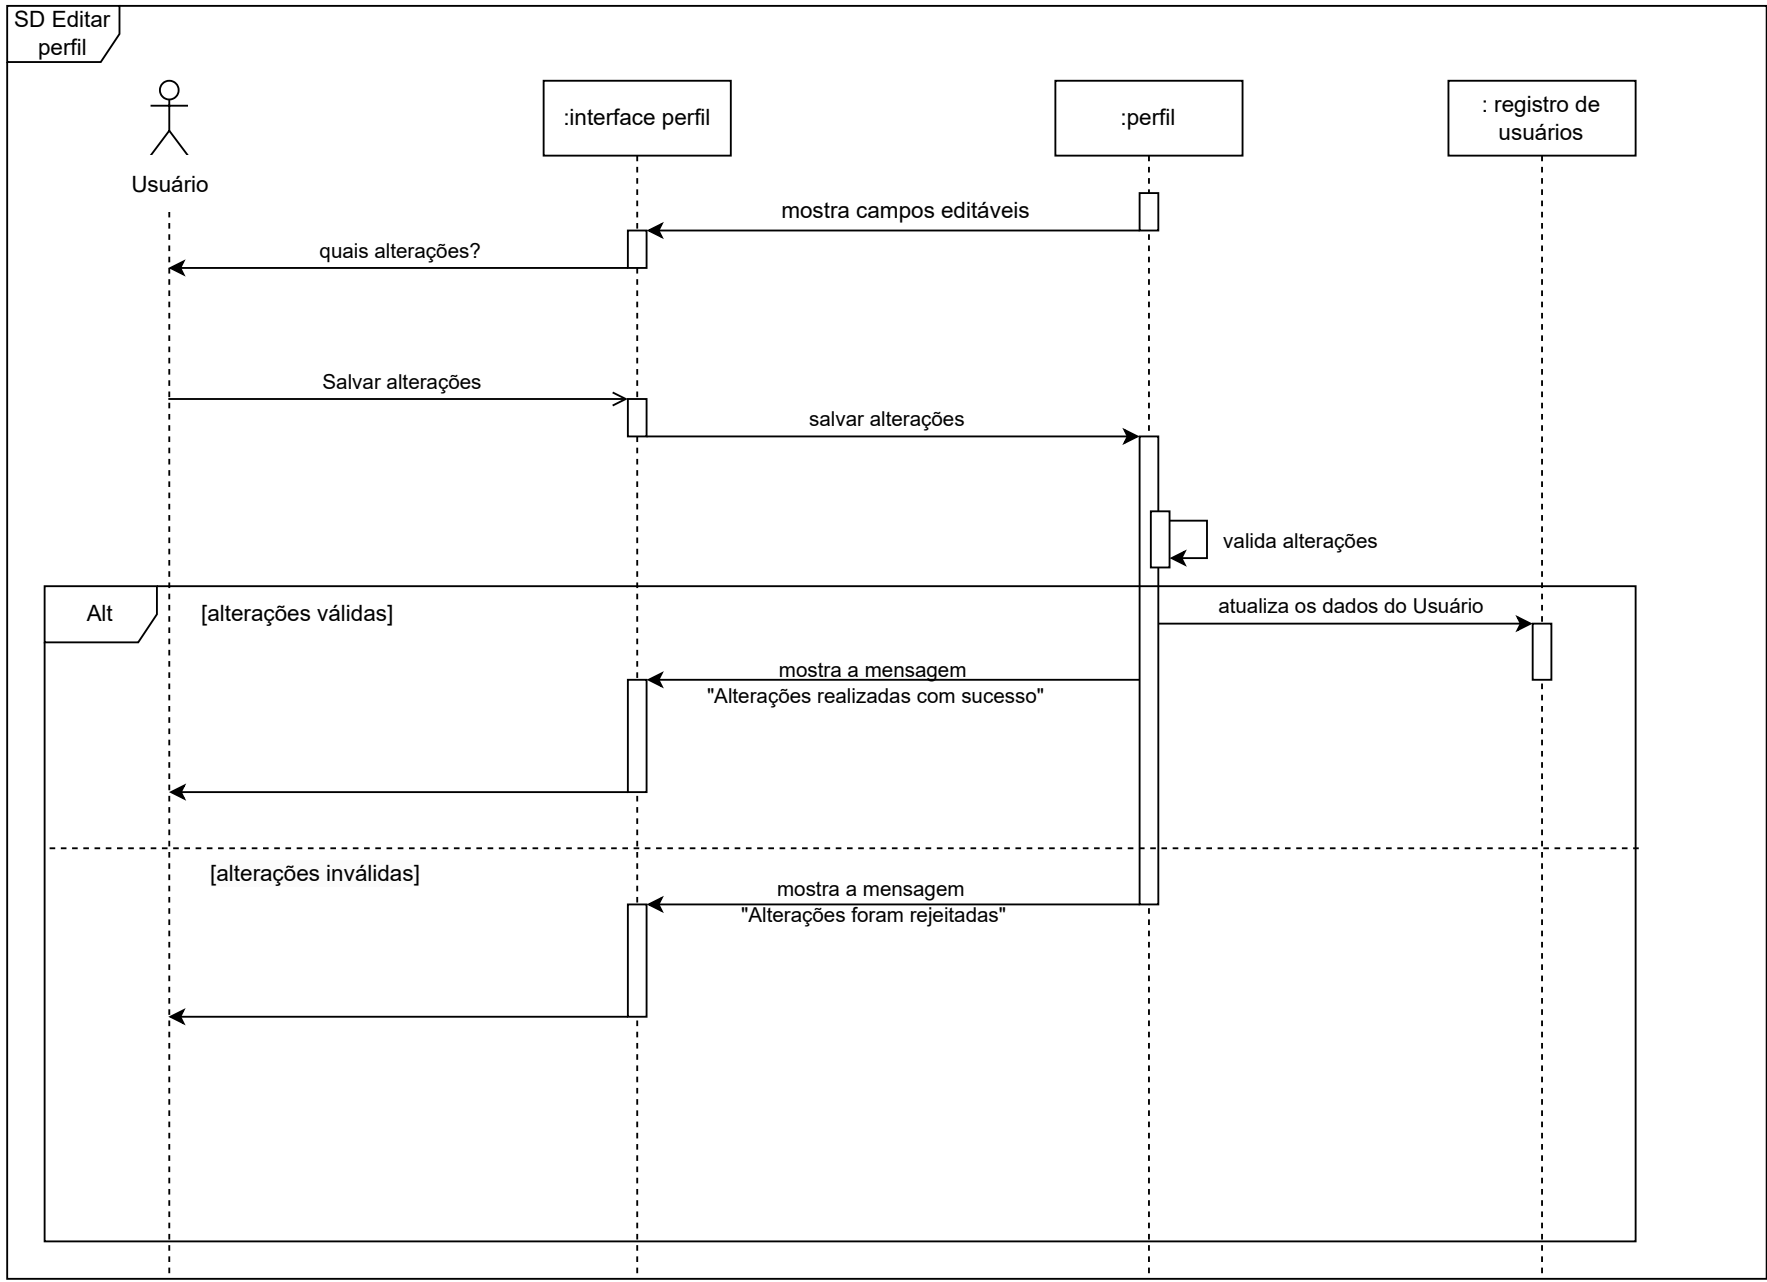 SD Editar
perfil
Usuário
:interface perfil
:perfil
: registro de
usuários
mostra campos editáveis
quais alterações?
Salvar alterações
salvar alterações
valida alterações
Alt
[alterações válidas]
atualiza os dados do Usuário
mostra a mensagem
"Alterações realizadas com sucesso"
[alterações inválidas]
mostra a mensagem
"Alterações foram rejeitadas"